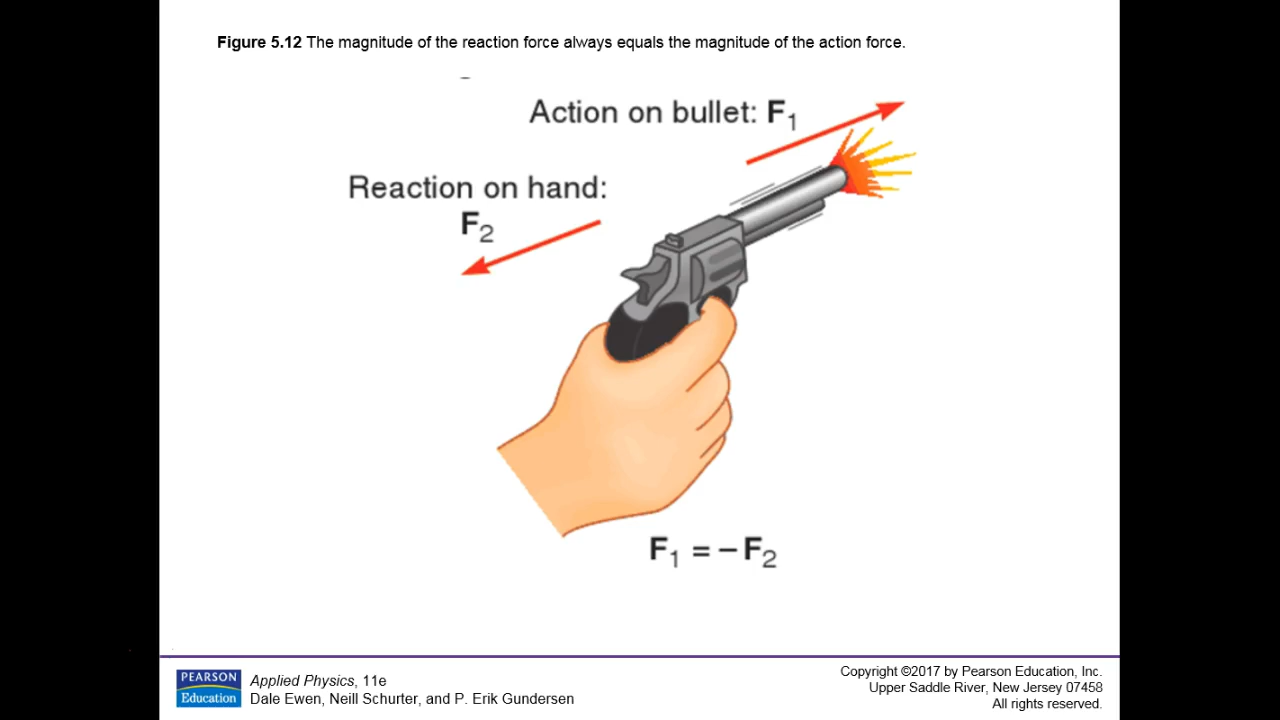 Figure 5.12 The magnitude of the reaction force always equals the magnitude of the action force.
Action on bullet: F₁
Reaction on hand:
F₂
F₁ = −F₂
PEARSON
Education
Applied Physics, 11e
Dale Ewen, Neill Schurter, and P. Erik Gundersen
Copyright ©2017 by Pearson Education, Inc.
Upper Saddle River, New Jersey 07458
All rights reserved.